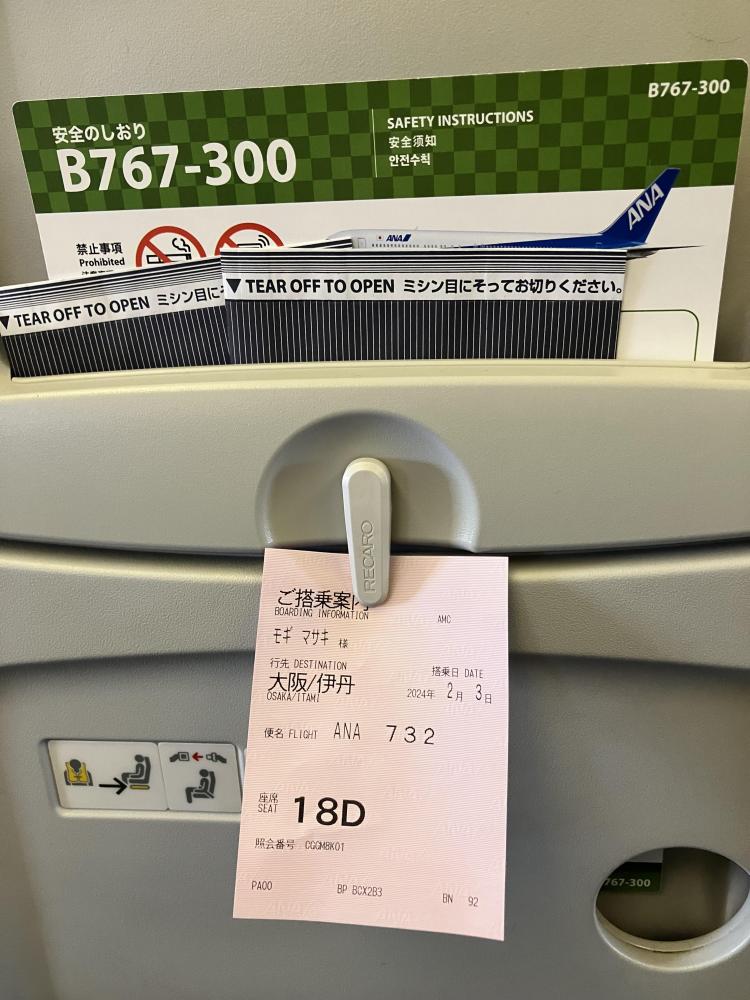 B767-300
安全のしおり
B767-300
SAFETY INSTRUCTIONS
安全须知
안전수칙
禁止事項
Prohibited
ANA
ANA
▼TEAR OFF TO OPEN ミシン目に
▼TEAR OFF TO OPEN ミシン目にそってお切りください。
RECARO
ご搭乗案内
BOARDING INFORMATION
AMC
モギ マサキ 様
行先 DESTINATION
大阪/伊丹
OSAKA/ITAMI
搭乗日 DATE
2024年 2月 3日
便名 FLIGHT ANA 732
座席
SEAT 18D
照会番号 CGGM8K01
PA00 BP BCX2B3 BN 92
767-300